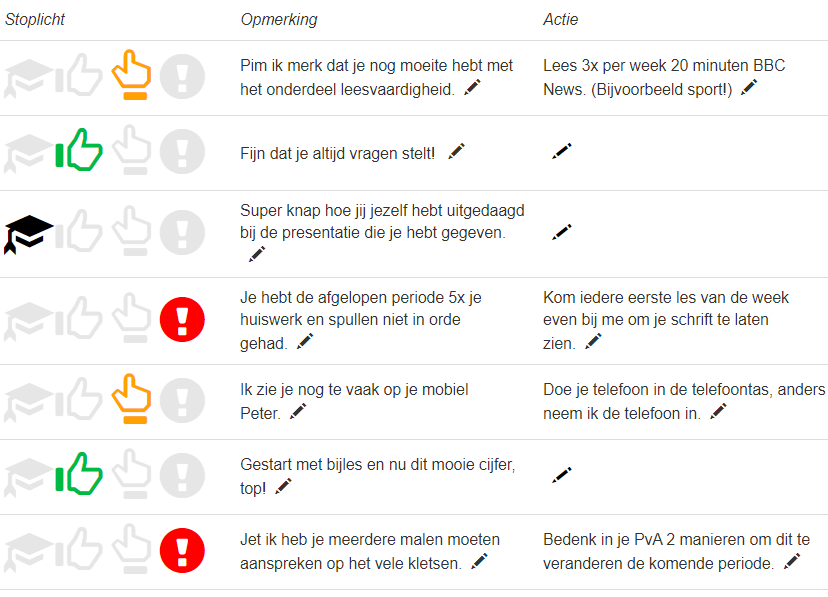 Stoplicht Opmerking Actie
Pim ik merk dat je nog moeite hebt met
het onderdeel leesvaardigheid.
Lees 3x per week 20 minuten BBC
News. (Bijvoorbeeld sport!)
Fijn dat je altijd vragen stelt!
Super knap hoe jij jezelf hebt uitgedaagd
bij de presentatie die je hebt gegeven.
Je hebt de afgelopen periode 5x je
huiswerk en spullen niet in orde
gehad.
Kom iedere eerste les van de week
even bij me om je schrift te laten
zien.
Ik zie je nog te vaak op je mobiel
Peter.
Doe je telefoon in de telefoontas, anders
neem ik de telefoon in.
Gestart met bijles en nu dit mooie cijfer,
top!
Jet ik heb je meerdere malen moeten
aanspreken op het vele kletsen.
Bedenk in je PvA 2 manieren om dit te
veranderen de komende periode.